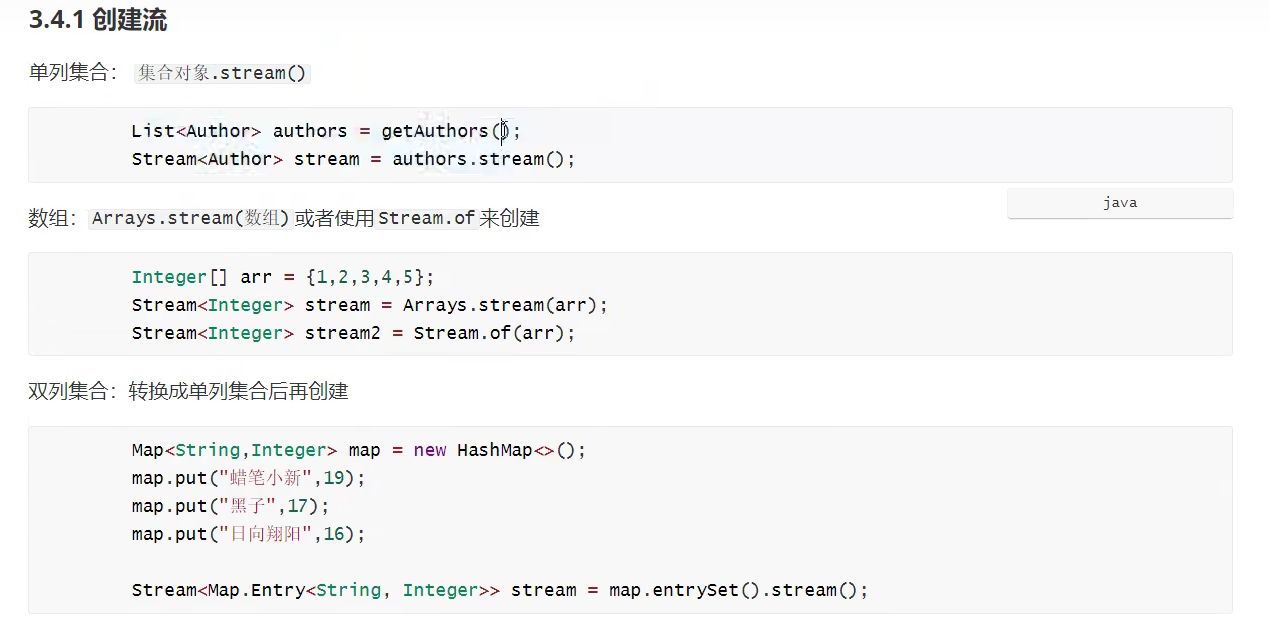 3.4.1 创建流
单列集合： 集合对象.stream()
List<Author> authors = getAuthors();
Stream<Author> stream = authors.stream();
java
数组：Arrays.stream(数组)或者使用Stream.of来创建
Integer[] arr = {1,2,3,4,5};
Stream<Integer> stream = Arrays.stream(arr);
Stream<Integer> stream2 = Stream.of(arr);
双列集合：转换成单列集合后再创建
Map<String,Integer> map = new HashMap<>();
map.put("蜡笔小新",19);
map.put("黑子",17);
map.put("日向翔阳",16);
Stream<Map.Entry<String, Integer>> stream = map.entrySet().stream();